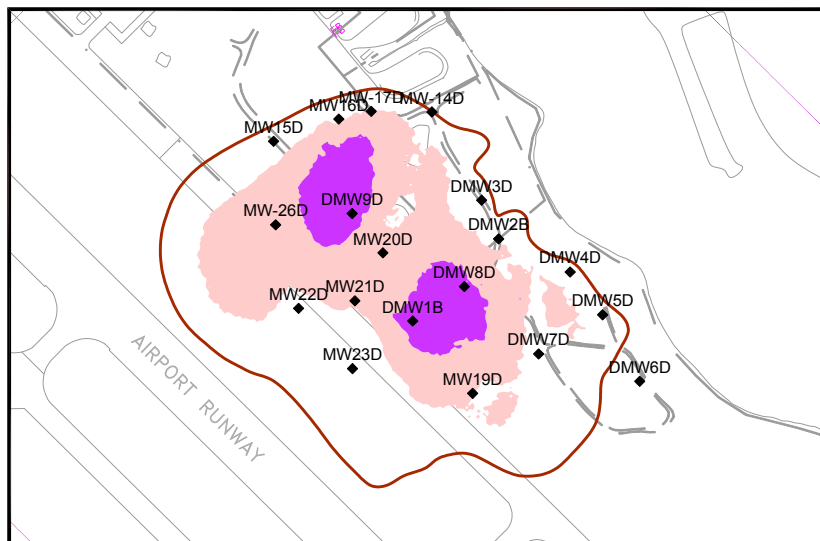 MW-17D
MW-14D
MW16D
MW15D
DMW3D
DMW9D
MW-26D
DMW2B
MW20D
DMW4D
DMW8D
MW21D
MW22D
DMW1B
DMW5D
DMW7D
MW23D
DMW6D
MW19D
AIRPORT RUNWAY